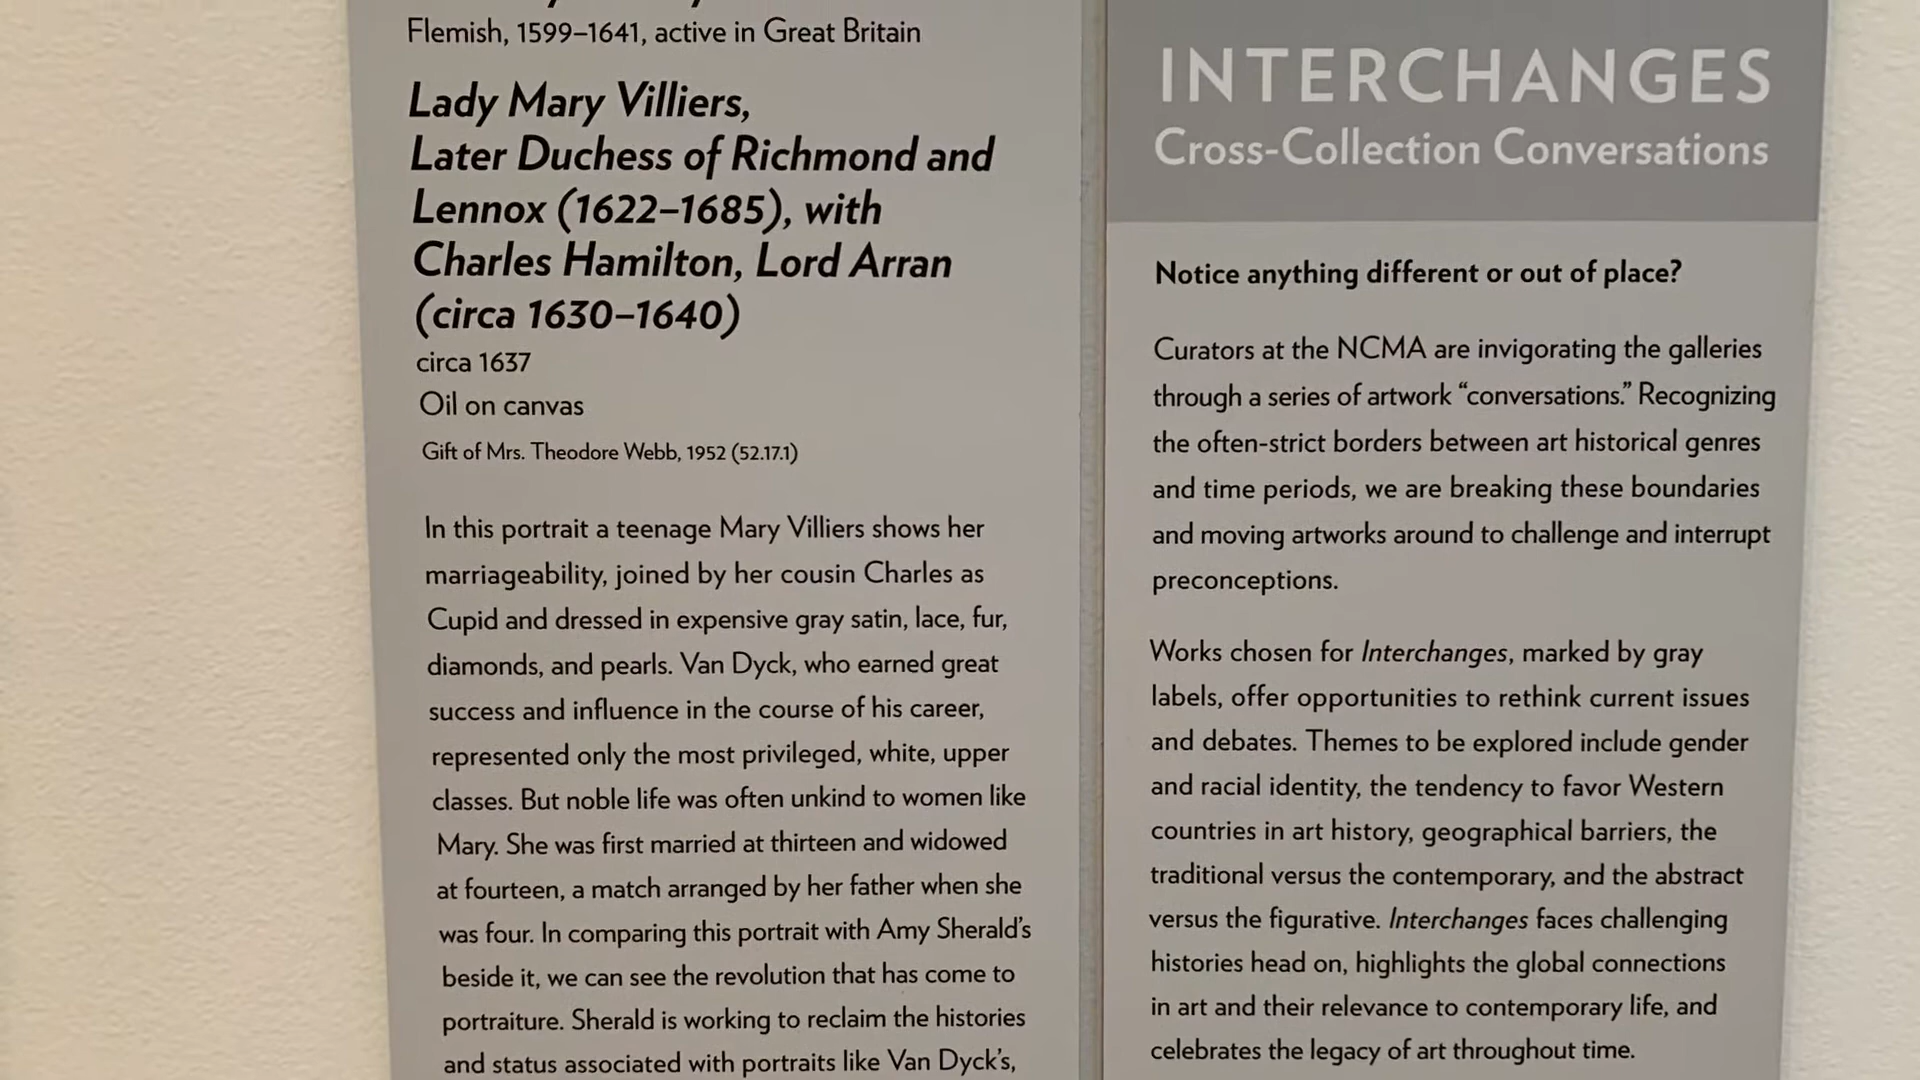 Flemish, 1599–1641, active in Great Britain
Lady Mary Villiers,
Later Duchess of Richmond and
Lennox (1622–1685), with
Charles Hamilton, Lord Arran
(circa 1630–1640)
circa 1637
Oil on canvas
Gift of Mrs. Theodore Webb, 1952 (52.17.1)
In this portrait a teenage Mary Villiers shows her
marriageability, joined by her cousin Charles as
Cupid and dressed in expensive gray satin, lace, fur,
diamonds, and pearls. Van Dyck, who earned great
success and influence in the course of his career,
represented only the most privileged, white, upper
classes. But noble life was often unkind to women like
Mary. She was first married at thirteen and widowed
at fourteen, a match arranged by her father when she
was four. In comparing this portrait with Amy Sherald’s
beside it, we can see the revolution that has come to
portraiture. Sherald is working to reclaim the histories
and status associated with portraits like Van Dyck’s,
INTERCHANGES
Cross-Collection Conversations
Notice anything different or out of place?
Curators at the NCMA are invigorating the galleries
through a series of artwork “conversations.” Recognizing
the often-strict borders between art historical genres
and time periods, we are breaking these boundaries
and moving artworks around to challenge and interrupt
preconceptions.
Works chosen for Interchanges, marked by gray
labels, offer opportunities to rethink current issues
and debates. Themes to be explored include gender
and racial identity, the tendency to favor Western
countries in art history, geographical barriers, the
traditional versus the contemporary, and the abstract
versus the figurative. Interchanges faces challenging
histories head on, highlights the global connections
in art and their relevance to contemporary life, and
celebrates the legacy of art throughout time.